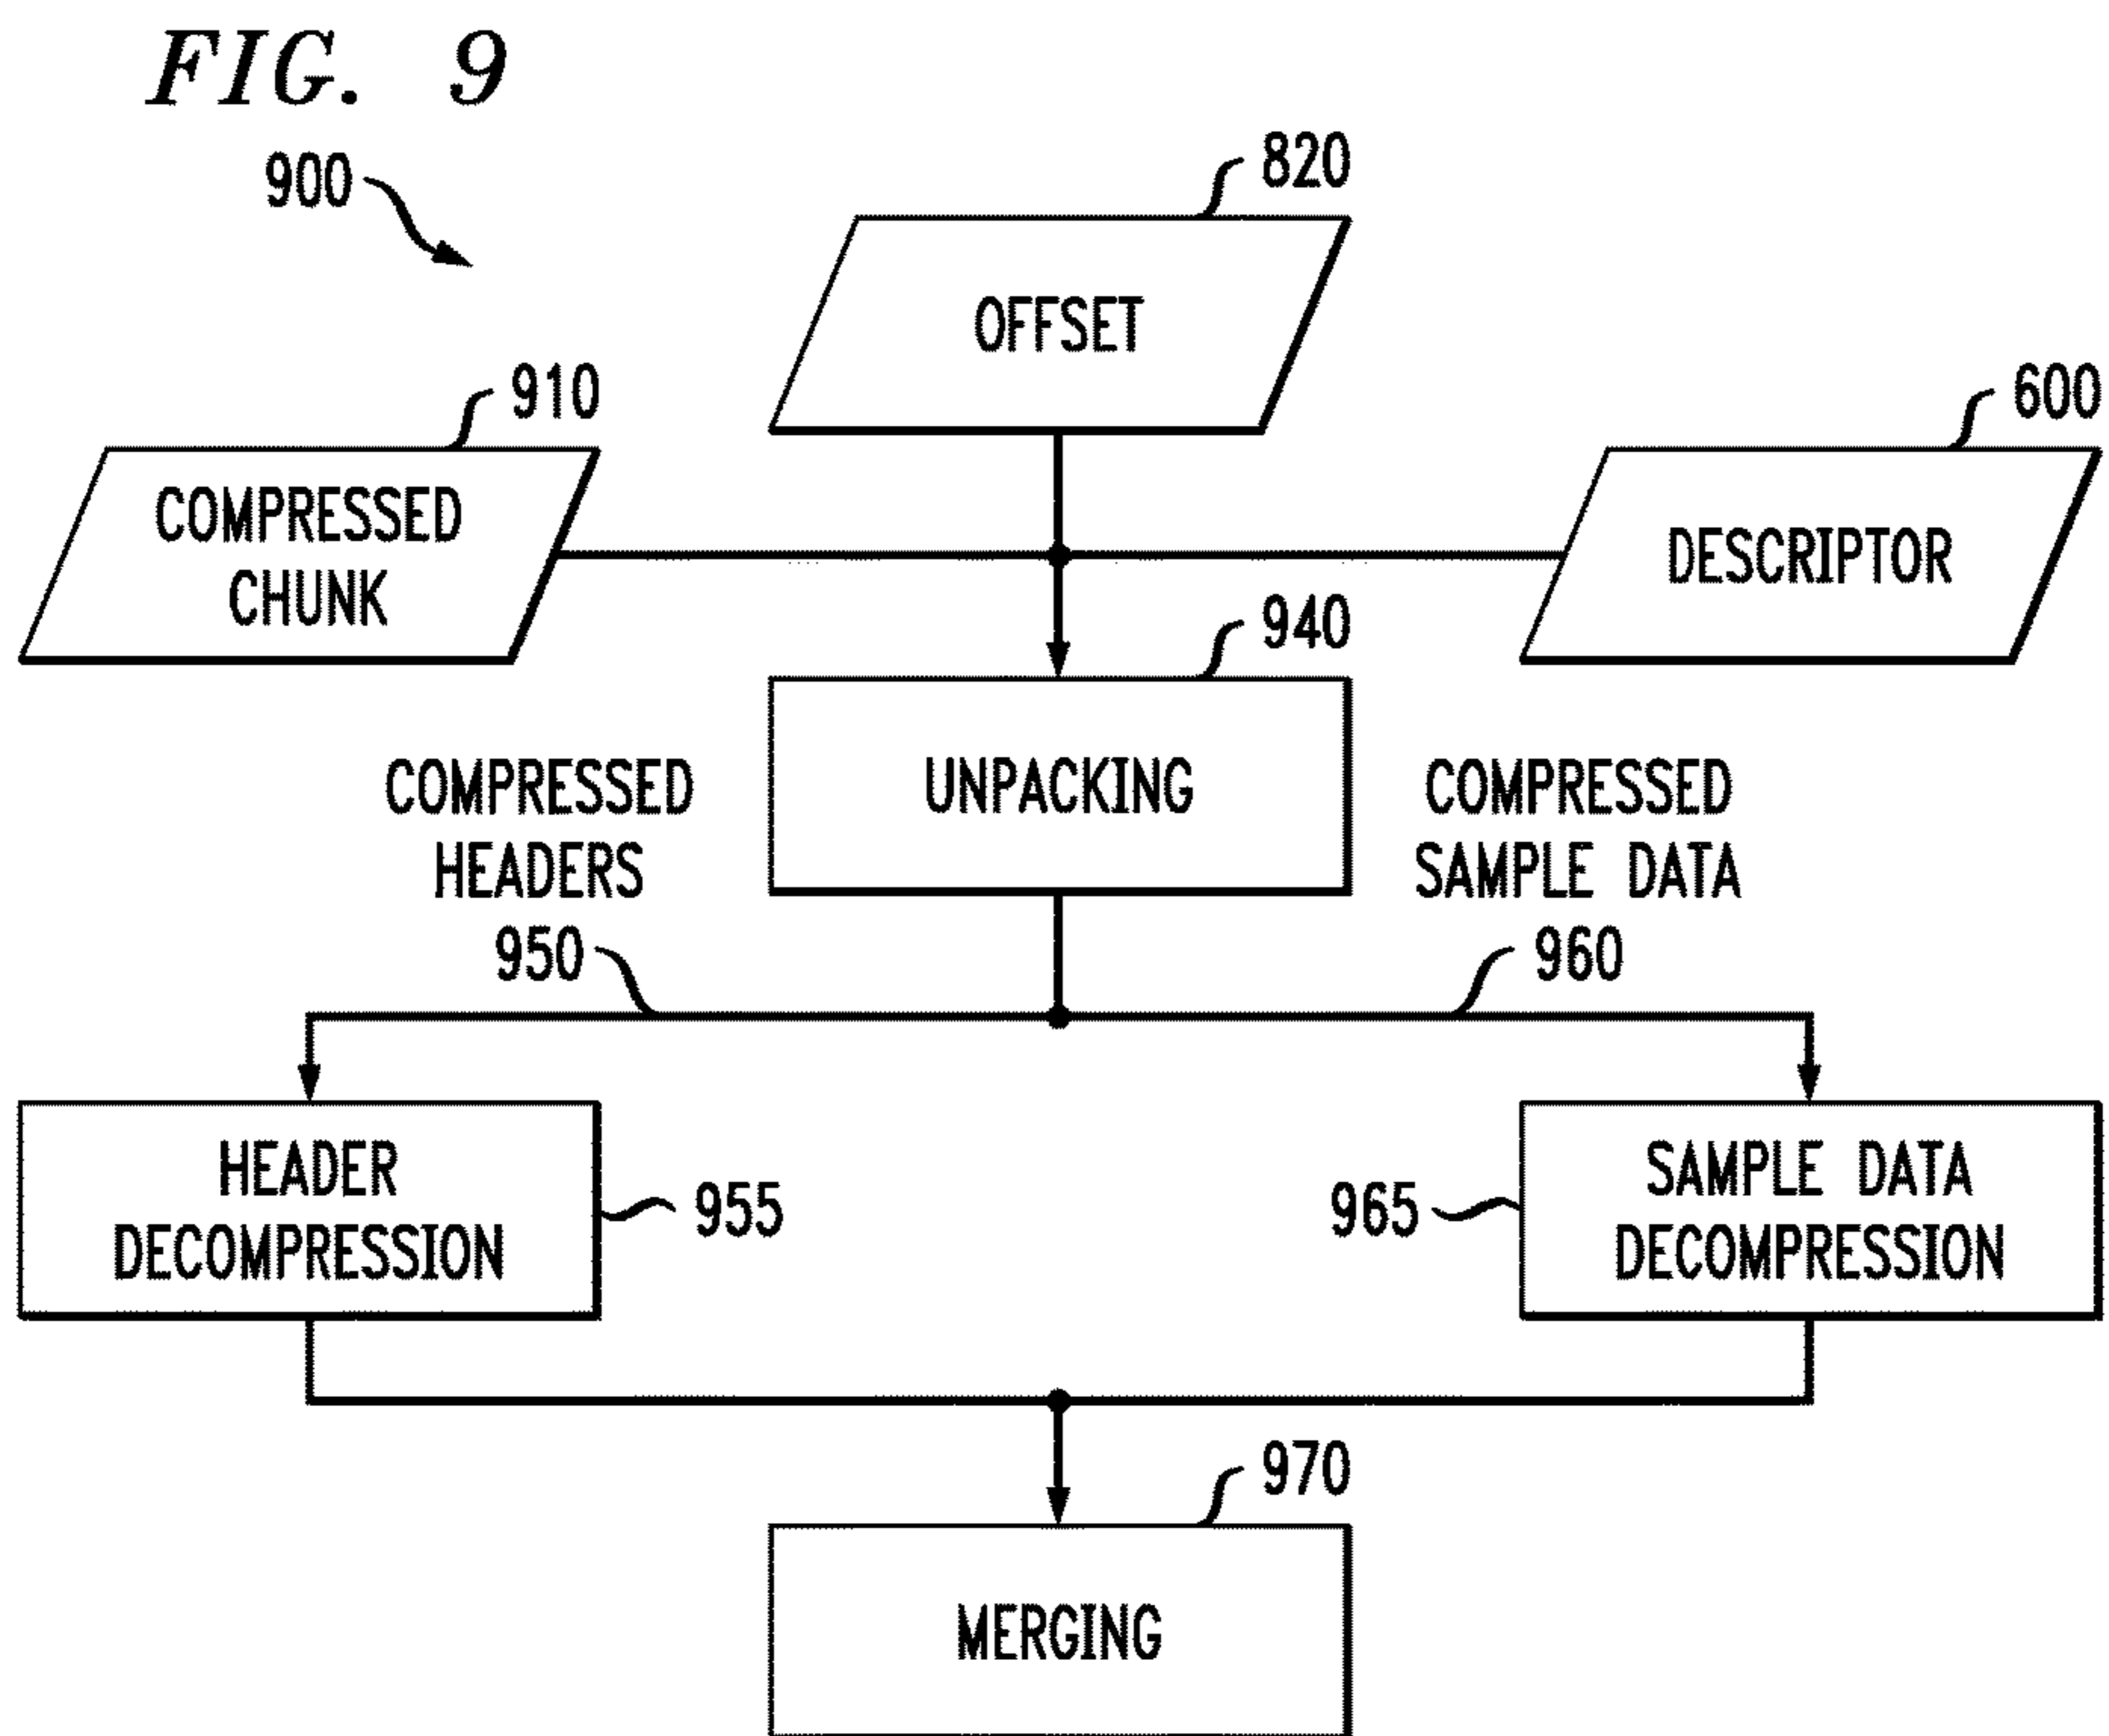 FIG. 9
900
820
OFFSET
910
COMPRESSED
CHUNK
600
DESCRIPTOR
940
UNPACKING
COMPRESSED
HEADERS
950
COMPRESSED
SAMPLE DATA
960
HEADER
DECOMPRESSION
955
965
SAMPLE DATA
DECOMPRESSION
970
MERGING